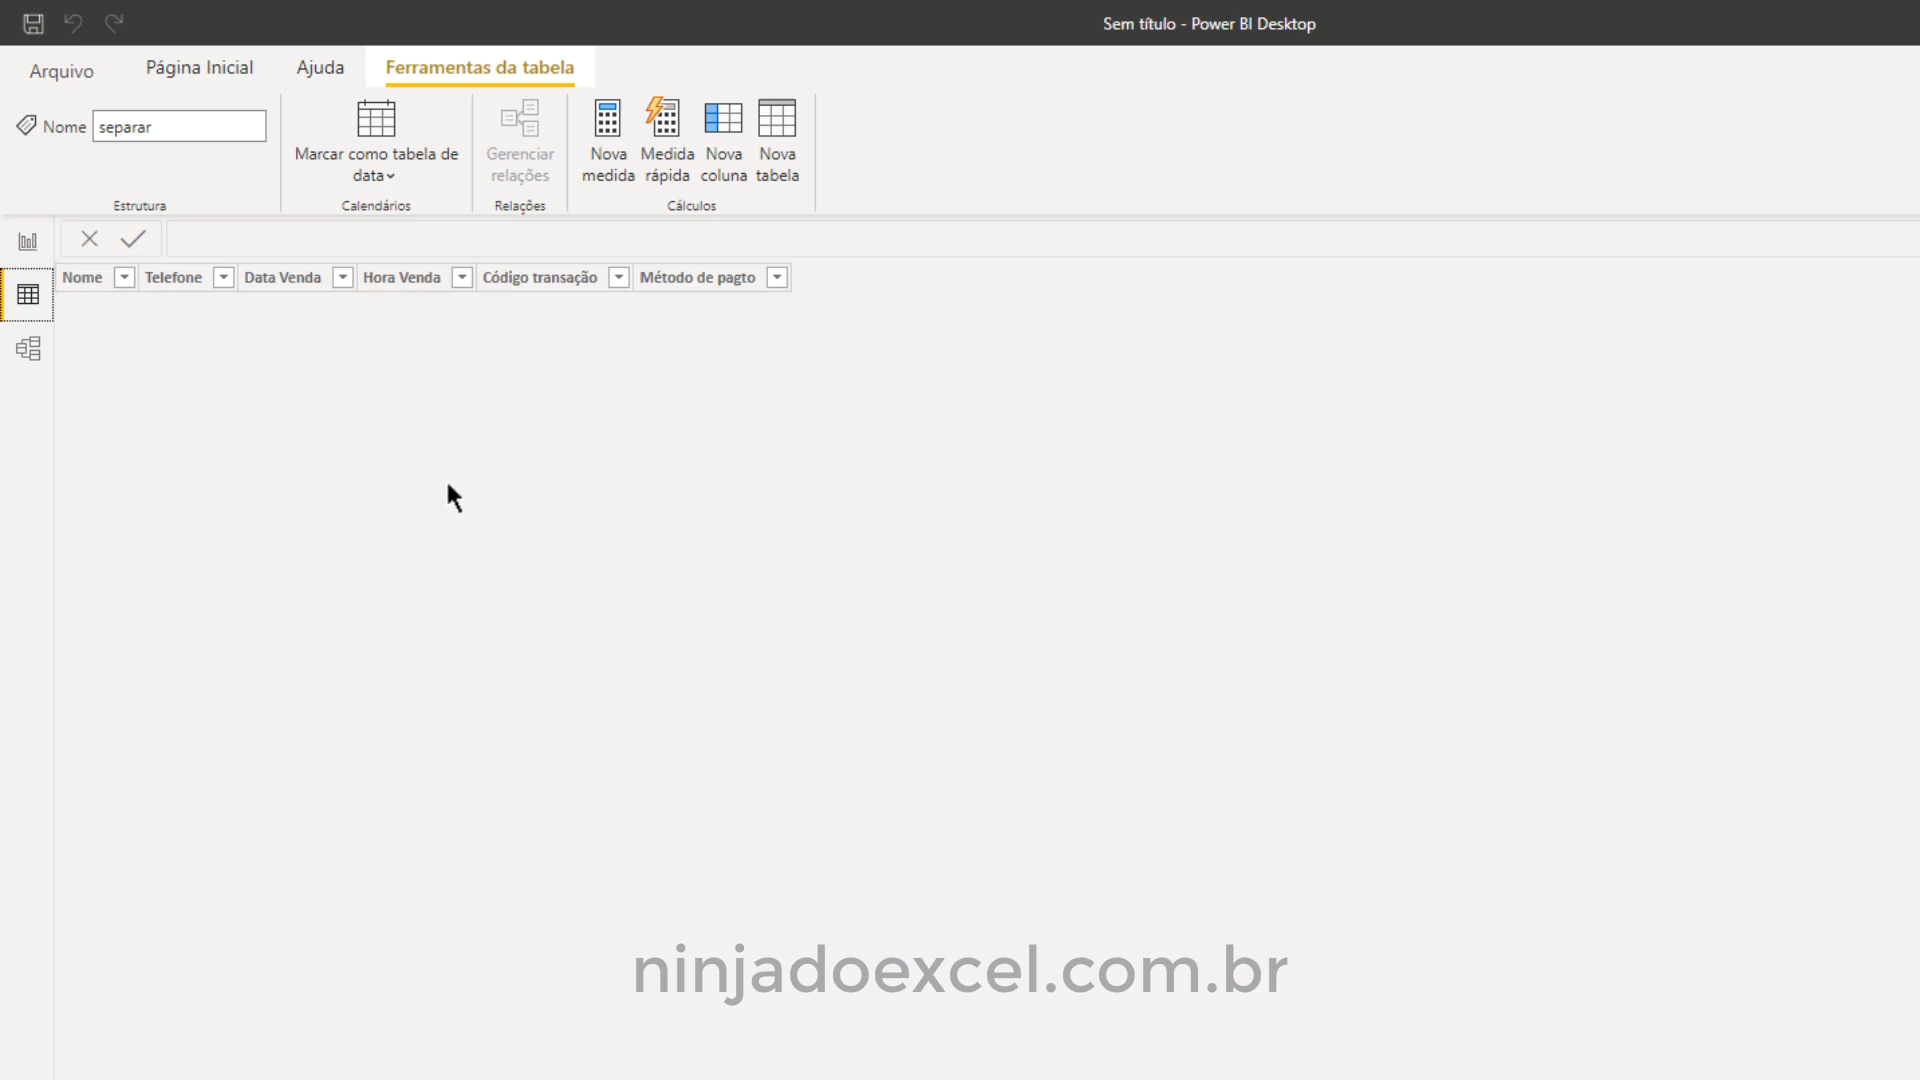 Sem título - Power BI Desktop
Arquivo Página Inicial Ajuda Ferramentas da tabela
Nome separar
Marcar como tabela de
data
Gerenciar
relações
Nova
medida
Medida
rápida
Nova
coluna
Nova
tabela
Estrutura Calendários Relações Cálculos
Nome Telefone Data Venda Hora Venda Código transação Método de pagto
ninjadoexcel.com.br